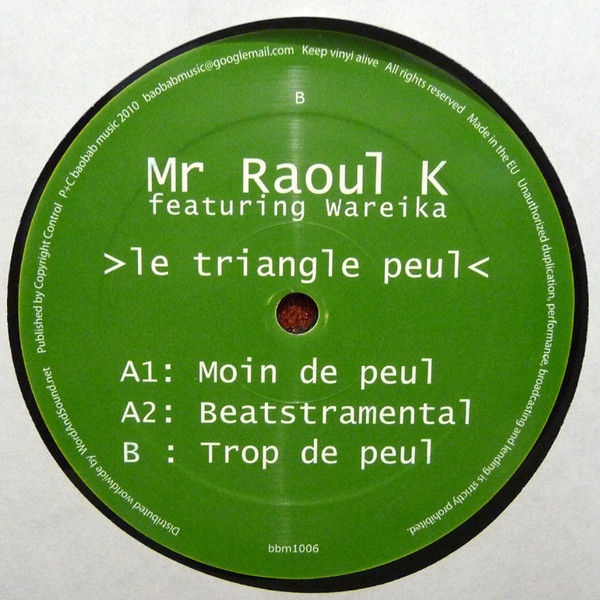 B
Mr Raoul K
featuring Wareika
>le triangle peul<
A1: Moin de peul
A2: Beatstramental
B : Trop de peul
bbm1006
Distributed worldwide by WordAndSound.net Published by Copyright Control P+C baobab music 2010 baobabmusic@googlemail.com Keep vinyl alive All rights reserved Made in the EU Unauthorized duplication, performance, broadcasting and lending is strictly prohibited.